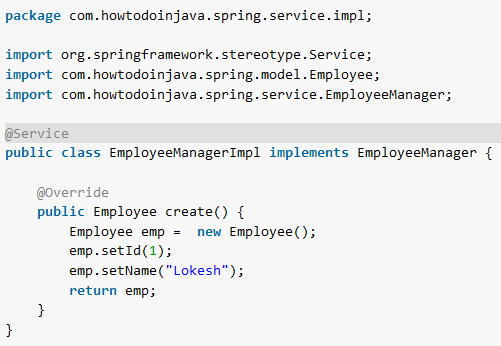 package com.howtodoinjava.spring.service.impl;
import org.springframework.stereotype.Service;
import com.howtodoinjava.spring.model.Employee;
import com.howtodoinjava.spring.service.EmployeeManager;
@Service
public class EmployeeManagerImpl implements EmployeeManager {
@Override
public Employee create() {
Employee emp =  new Employee();
emp.setId(1);
emp.setName("Lokesh");
return emp;
}
}